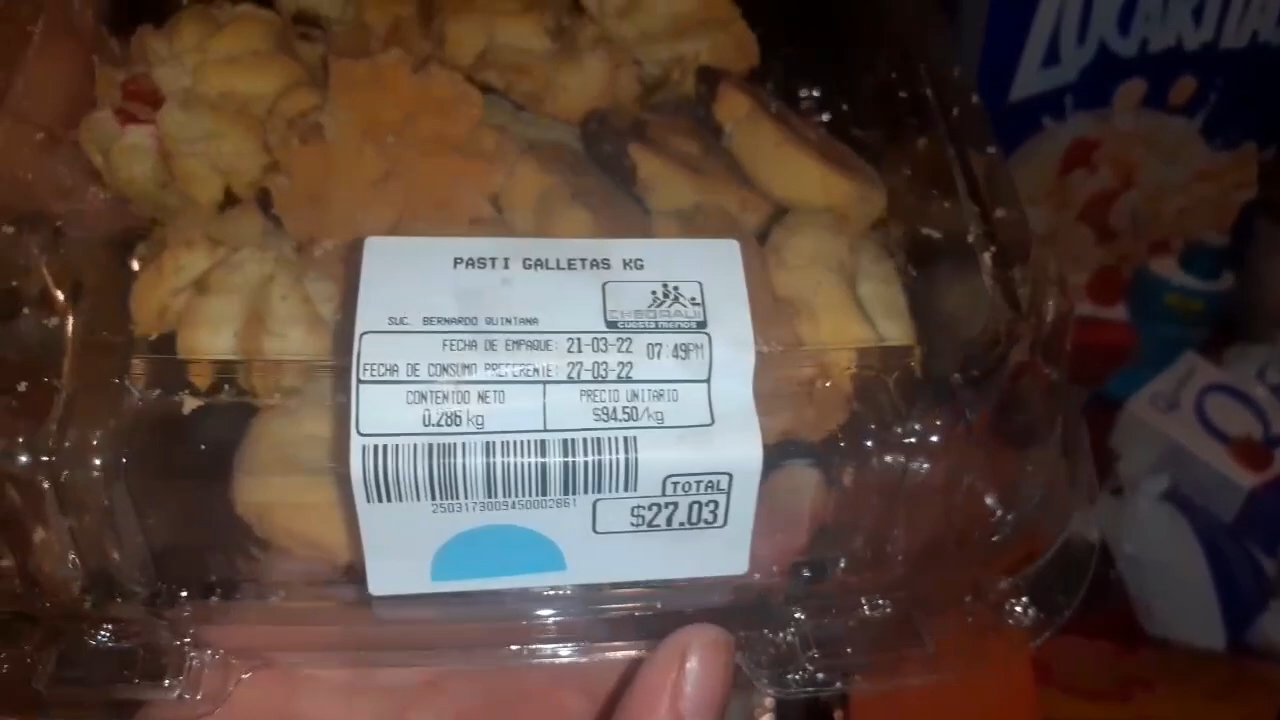 ZUCARITAS
PASTI GALLETAS KG
CHEDRAUI
cuesta menos
SUC. BERNARDO QUINTANA
FECHA DE EMPAQUE: 21-03-22 07:49PM
FECHA DE CONSUMO PREFERENTE: 27-03-22
CONTENIDO NETO
0.286 kg
PRECIO UNITARIO
$94.50/kg
2503173009450002861
TOTAL
$27.03